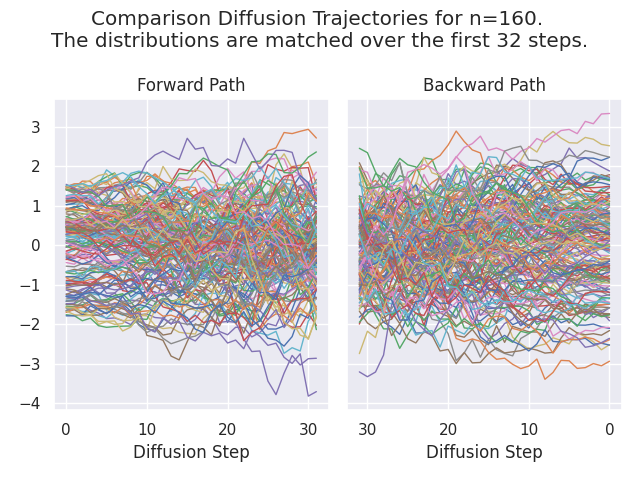 Comparison Diffusion Trajectories for n=160.
The distributions are matched over the first 32 steps.
Forward Path
Backward Path
3
2
1
0
−1
−2
−3
−4
0 10 20 30
30 20 10 0
Diffusion Step
Diffusion Step